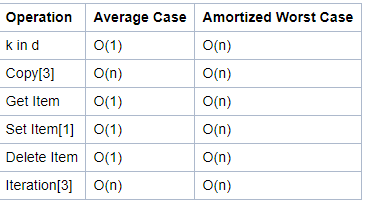 Operation Average Case Amortized Worst Case
k in d O(1) O(n)
Copy[3] O(n) O(n)
Get Item O(1) O(n)
Set Item[1] O(1) O(n)
Delete Item O(1) O(n)
Iteration[3] O(n) O(n)